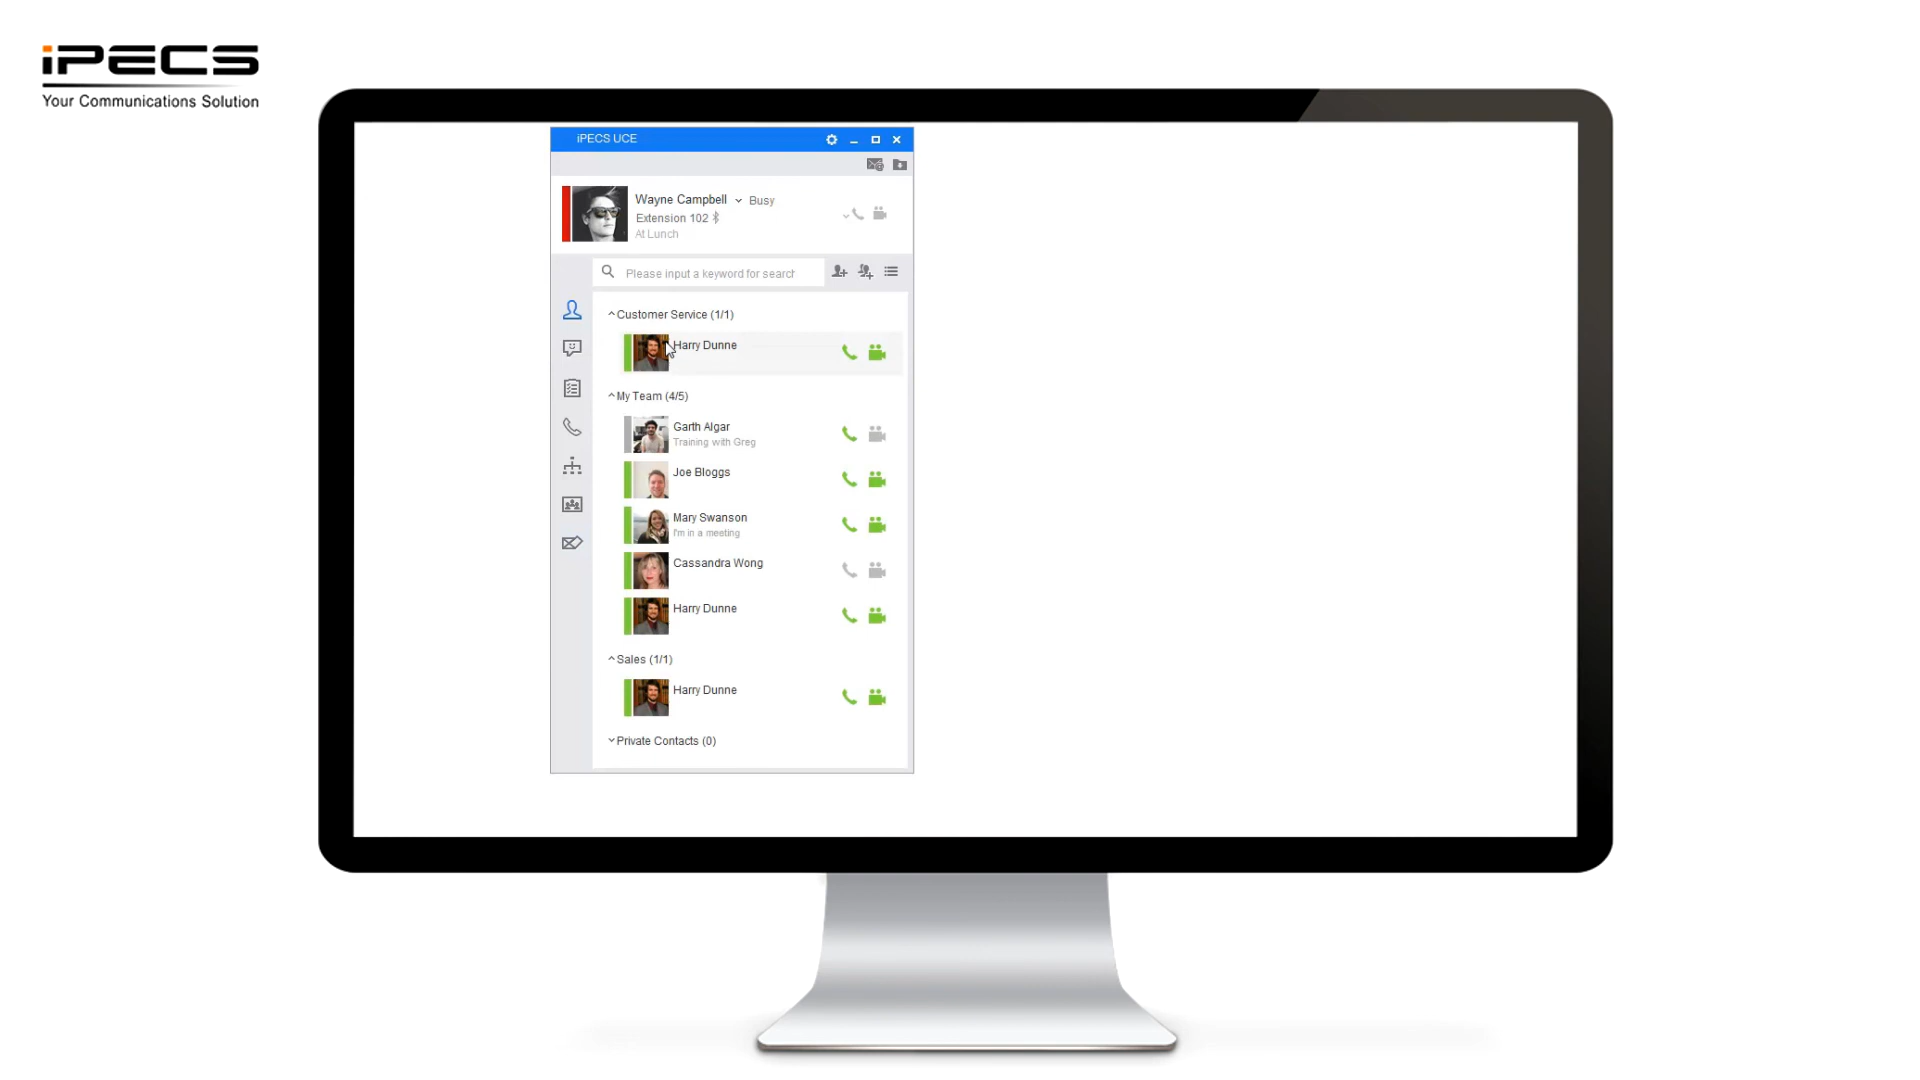 iPECS
Your Communications Solution
iPECS UCE
Wayne Campbell Busy
Extension 102
At Lunch
Please input a keyword for search
Customer Service (1/1)
Harry Dunne
My Team (4/5)
Garth Algar
Training with Greg
Joe Bloggs
Mary Swanson
I'm in a meeting
Cassandra Wong
Harry Dunne
Sales (1/1)
Harry Dunne
Private Contacts (0)